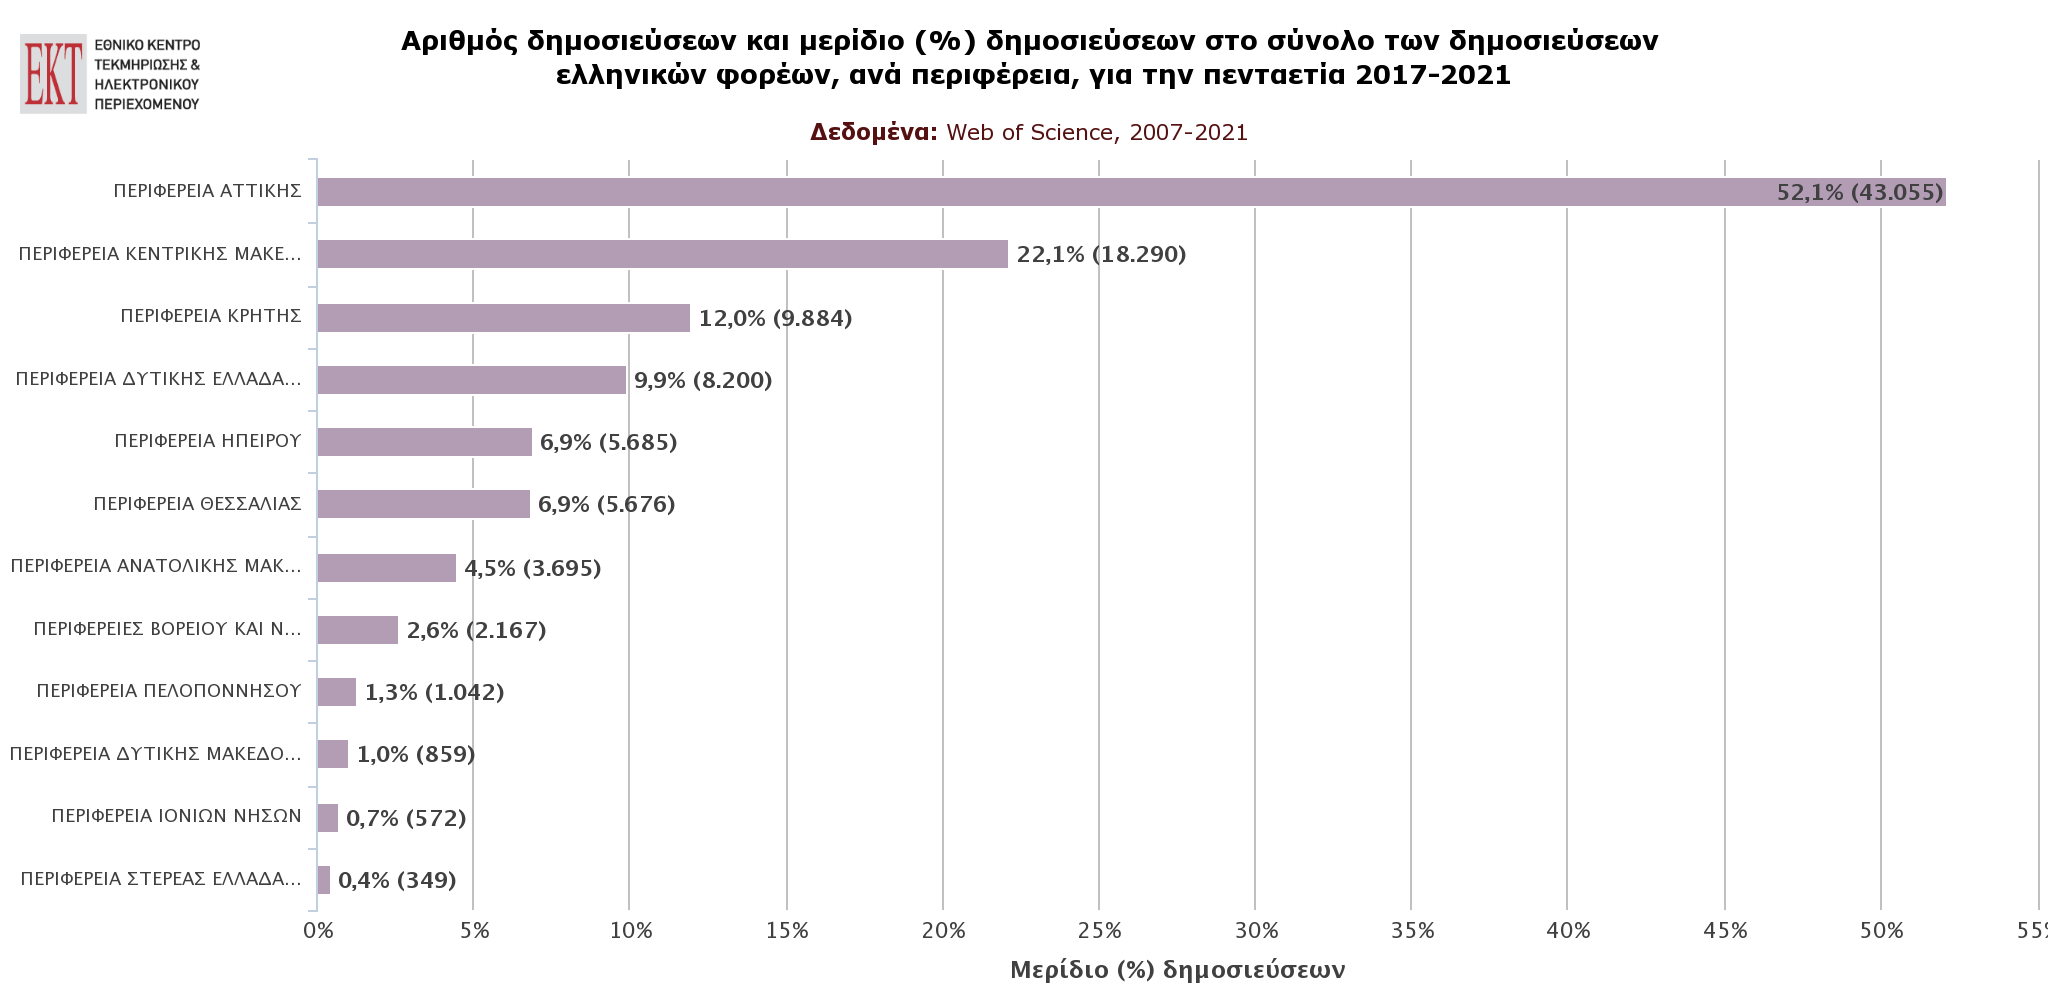 ΕΚΤ
ΕΘΝΙΚΟ ΚΕΝΤΡΟ
ΤΕΚΜΗΡΙΩΣΗΣ &
ΗΛΕΚΤΡΟΝΙΚΟΥ
ΠΕΡΙΕΧΟΜΕΝΟΥ
Αριθμός δημοσιεύσεων και μερίδιο (%) δημοσιεύσεων στο σύνολο των δημοσιεύσεων
ελληνικών φορέων, ανά περιφέρεια, για την πενταετία 2017-2021
Δεδομένα: Web of Science, 2007-2021
ΠΕΡΙΦΕΡΕΙΑ ΑΤΤΙΚΗΣ 52,1% (43.055)
ΠΕΡΙΦΕΡΕΙΑ ΚΕΝΤΡΙΚΗΣ ΜΑΚΕ... 22,1% (18.290)
ΠΕΡΙΦΕΡΕΙΑ ΚΡΗΤΗΣ 12,0% (9.884)
ΠΕΡΙΦΕΡΕΙΑ ΔΥΤΙΚΗΣ ΕΛΛΑΔΑ... 9,9% (8.200)
ΠΕΡΙΦΕΡΕΙΑ ΗΠΕΙΡΟΥ 6,9% (5.685)
ΠΕΡΙΦΕΡΕΙΑ ΘΕΣΣΑΛΙΑΣ 6,9% (5.676)
ΠΕΡΙΦΕΡΕΙΑ ΑΝΑΤΟΛΙΚΗΣ ΜΑΚ... 4,5% (3.695)
ΠΕΡΙΦΕΡΕΙΕΣ ΒΟΡΕΙΟΥ ΚΑΙ Ν... 2,6% (2.167)
ΠΕΡΙΦΕΡΕΙΑ ΠΕΛΟΠΟΝΝΗΣΟΥ 1,3% (1.042)
ΠΕΡΙΦΕΡΕΙΑ ΔΥΤΙΚΗΣ ΜΑΚΕΔΟ... 1,0% (859)
ΠΕΡΙΦΕΡΕΙΑ ΙΟΝΙΩΝ ΝΗΣΩΝ 0,7% (572)
ΠΕΡΙΦΕΡΕΙΑ ΣΤΕΡΕΑΣ ΕΛΛΑΔΑ... 0,4% (349)
0% 5% 10% 15% 20% 25% 30% 35% 40% 45% 50% 55%
Μερίδιο (%) δημοσιεύσεων